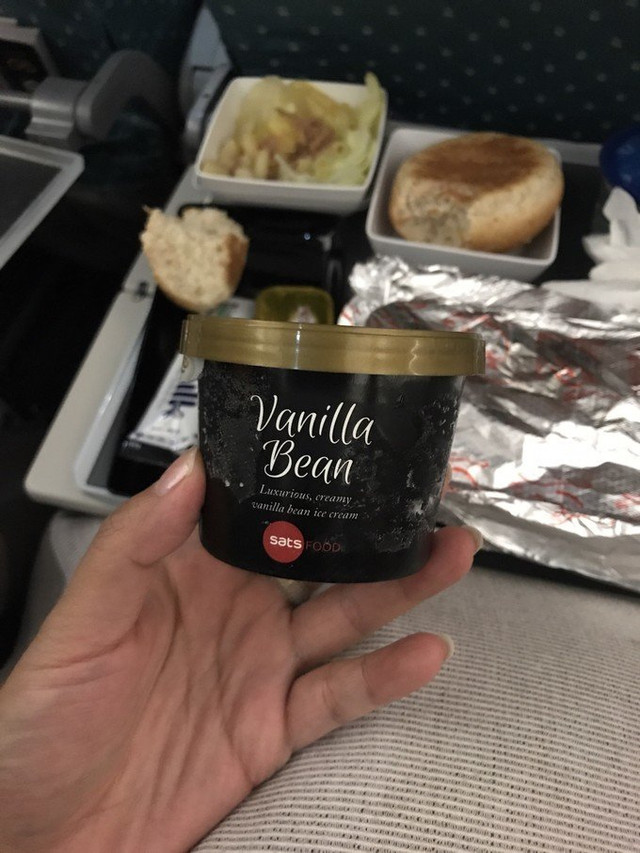 Vanilla
Bean
Luxurious, creamy
vanilla bean ice cream
sats FOOD